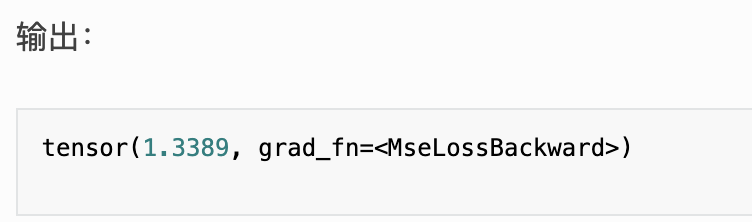 输出：
tensor(1.3389, grad_fn=<MseLossBackward>)